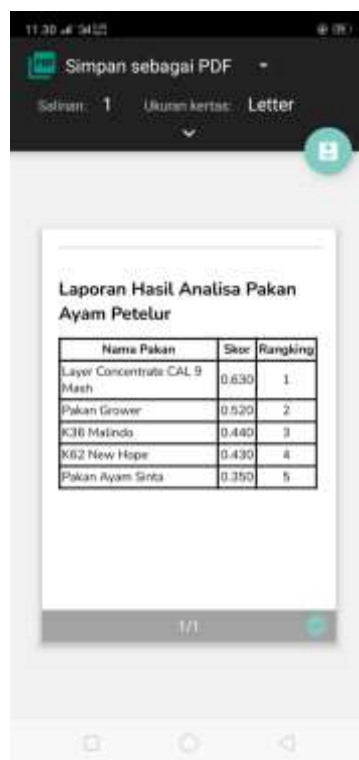 11.30
Simpan sebagai PDF
Salinan: 1 Ukuran kertas: Letter
Laporan Hasil Analisa Pakan
Ayam Petelur
Nama Pakan Skor Rangking
Layer Concentrate CAL 9
Mash 0.630 1
Pakan Grower 0.520 2
K36 Malindo 0.440 3
K62 New Hope 0.430 4
Pakan Ayam Sinta 0.350 5
1/1